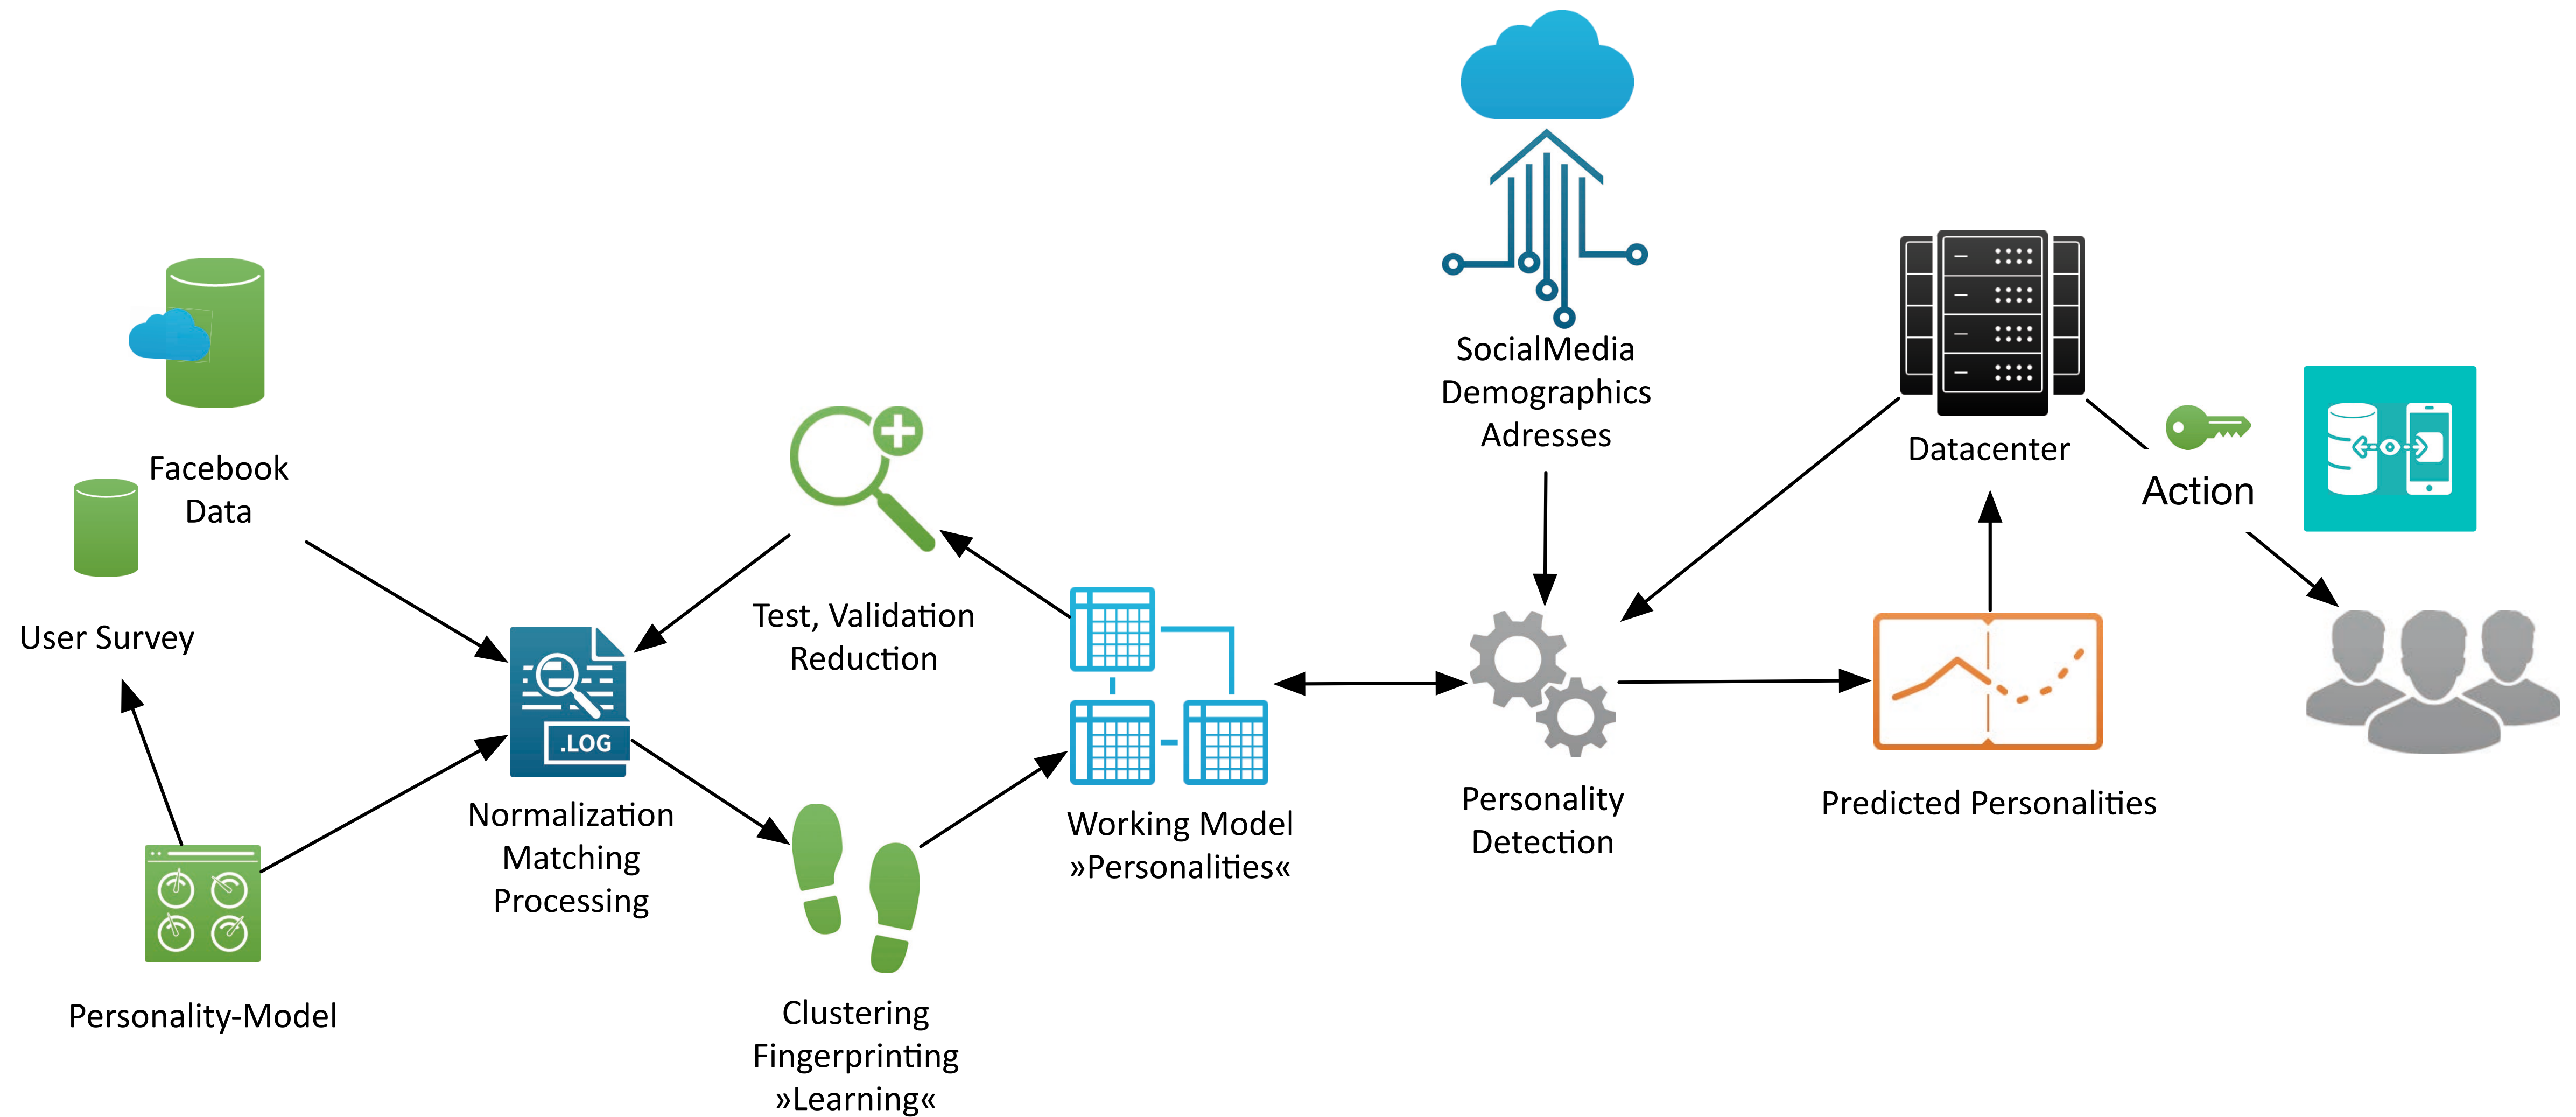 Facebook
Data
User Survey
Personality-Model
.LOG
Normalization
Matching
Processing
Test, Validation
Reduction
Clustering
Fingerprinting
»Learning«
Working Model
»Personalities«
SocialMedia
Demographics
Adresses
Personality
Detection
Datacenter
Predicted Personalities
Action